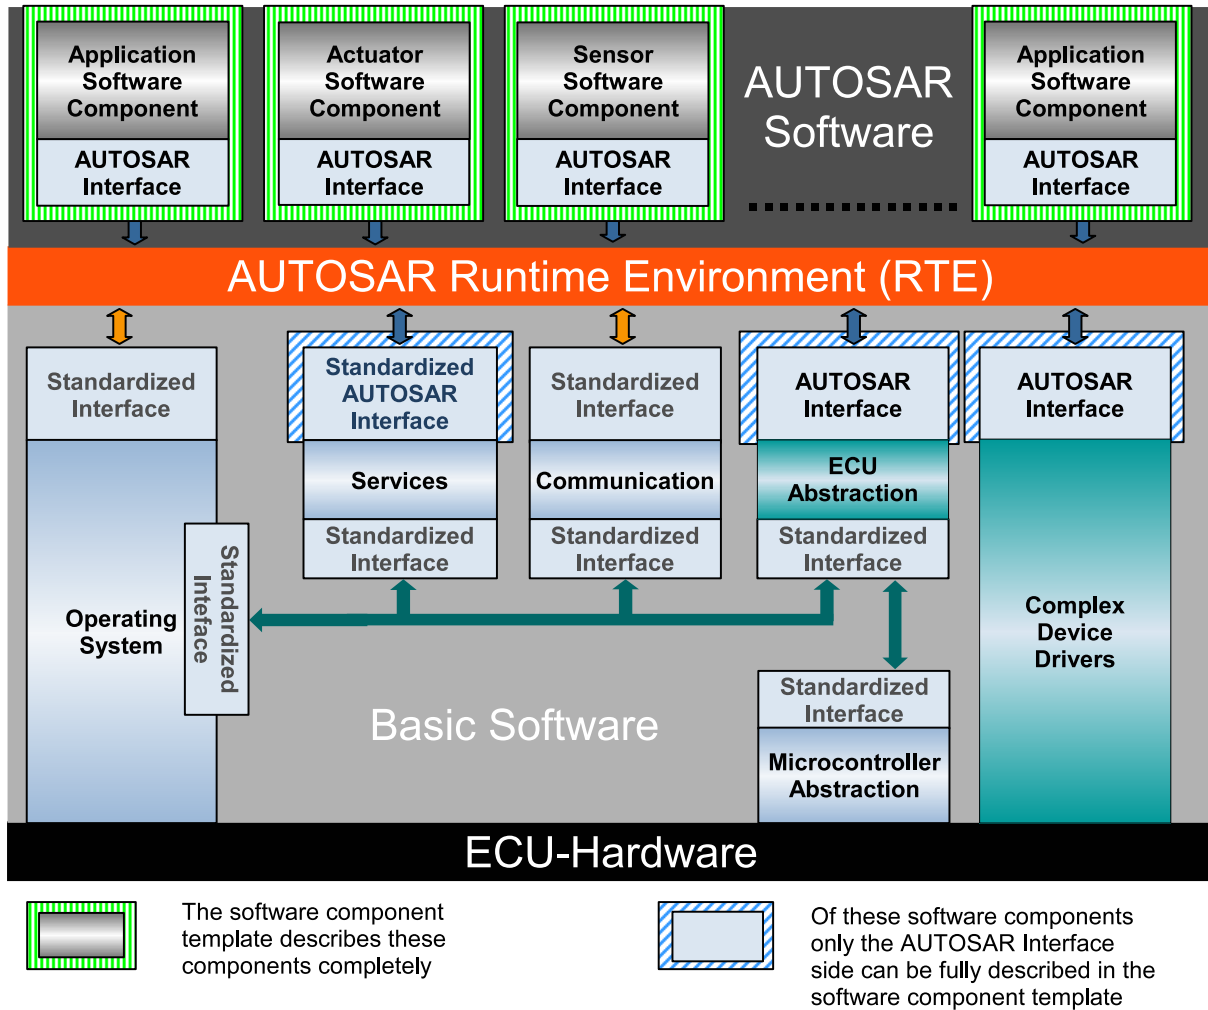 Application
Software
Component
AUTOSAR
Interface
Actuator
Software
Component
AUTOSAR
Interface
Sensor
Software
Component
AUTOSAR
Interface
AUTOSAR
Software
Application
Software
Component
AUTOSAR
Interface
AUTOSAR Runtime Environment (RTE)
Standardized
Interface
Operating
System
Standardized
Interface
Standardized
AUTOSAR
Interface
Services
Standardized
Interface
Standardized
Interface
Communication
Standardized
Interface
AUTOSAR
Interface
ECU
Abstraction
Standardized
Interface
Standardized
Interface
Microcontroller
Abstraction
AUTOSAR
Interface
Complex
Device
Drivers
Basic Software
ECU-Hardware
The software component
template describes these
components completely
Of these software components
only the AUTOSAR Interface
side can be fully described in the
software component template